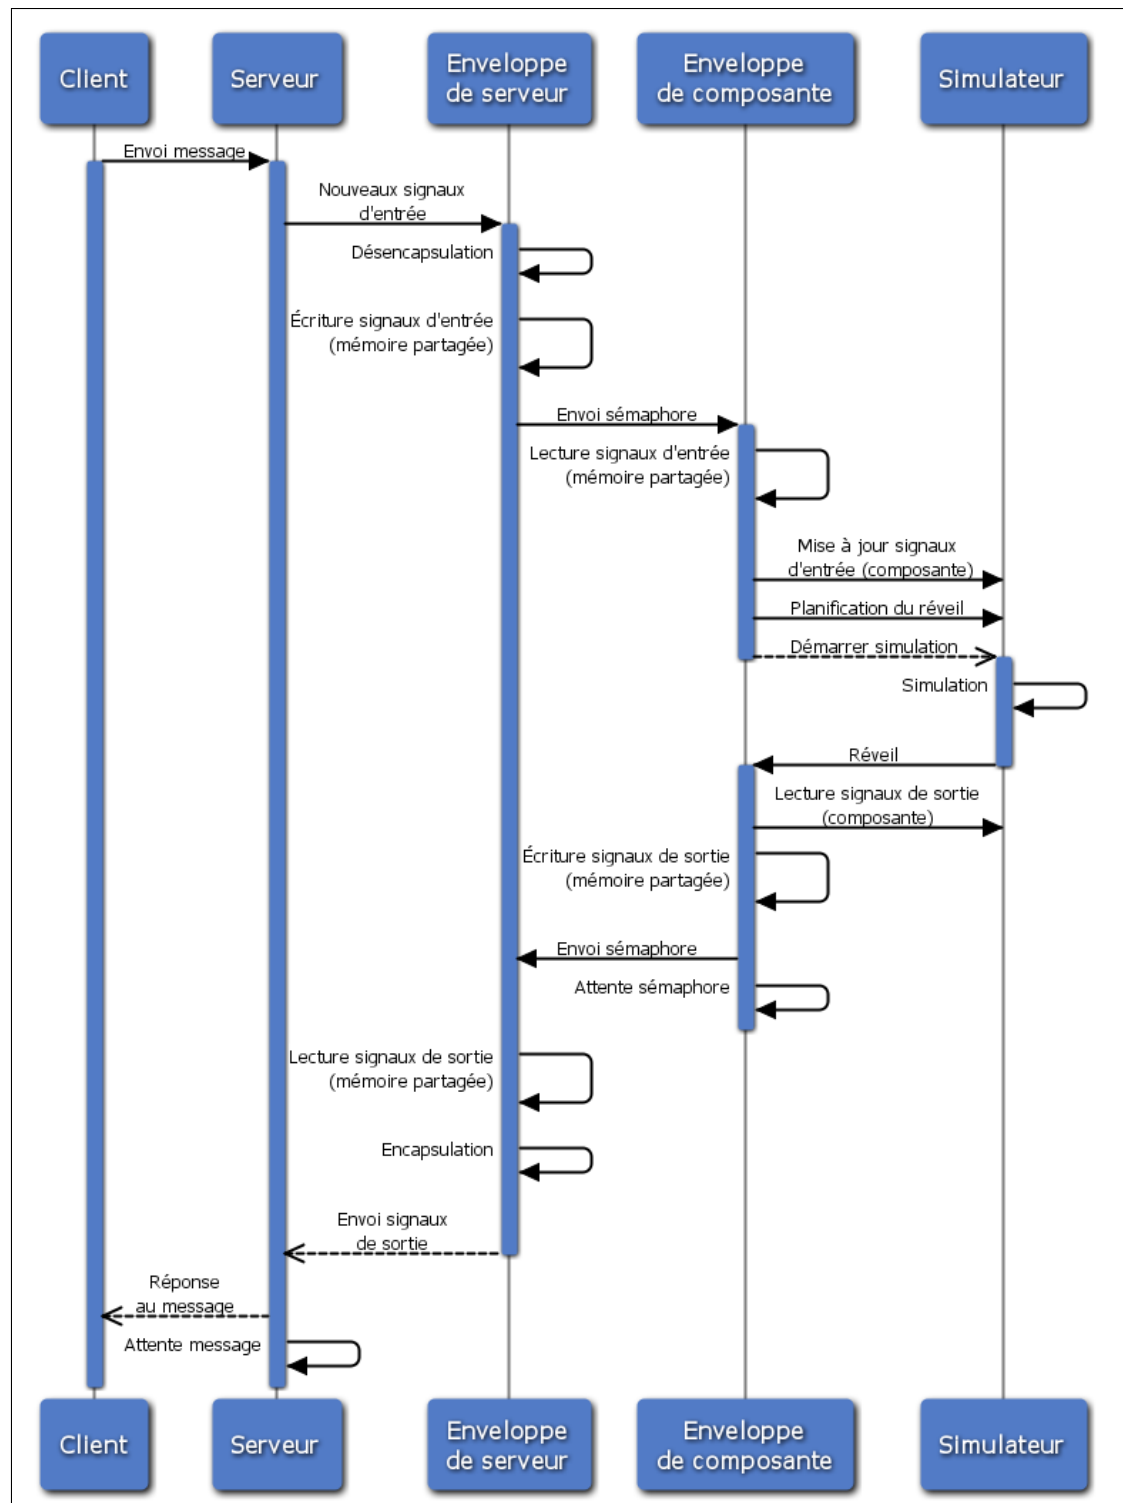 Client
Serveur
Enveloppe
de serveur
Enveloppe
de composante
Simulateur
Envoi message
Nouveaux signaux
d'entrée
Désencapsulation
Écriture signaux d'entrée
(mémoire partagée)
Envoi sémaphore
Lecture signaux d'entrée
(mémoire partagée)
Mise à jour signaux
d'entrée (composante)
Planification du réveil
Démarrer simulation
Simulation
Réveil
Lecture signaux de sortie
(composante)
Écriture signaux de sortie
(mémoire partagée)
Envoi sémaphore
Attente sémaphore
Lecture signaux de sortie
(mémoire partagée)
Encapsulation
Envoi signaux
de sortie
Réponse
au message
Attente message
Client
Serveur
Enveloppe
de serveur
Enveloppe
de composante
Simulateur